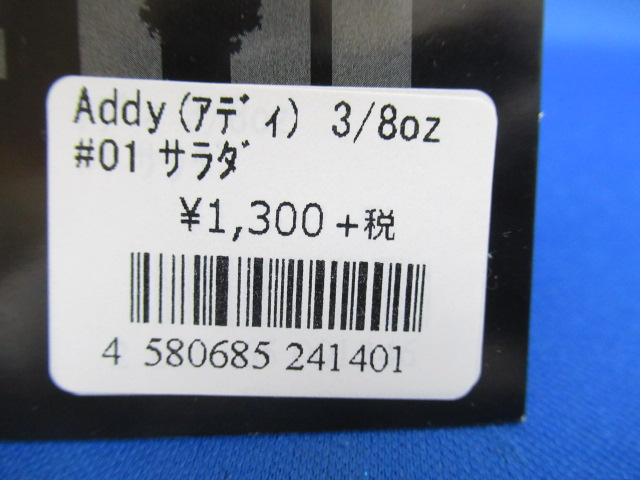 Addy(ｱﾃﾞｨ) 3/8oz
#01 ｻﾗﾀﾞ
¥1,300+税
4 580685 241401